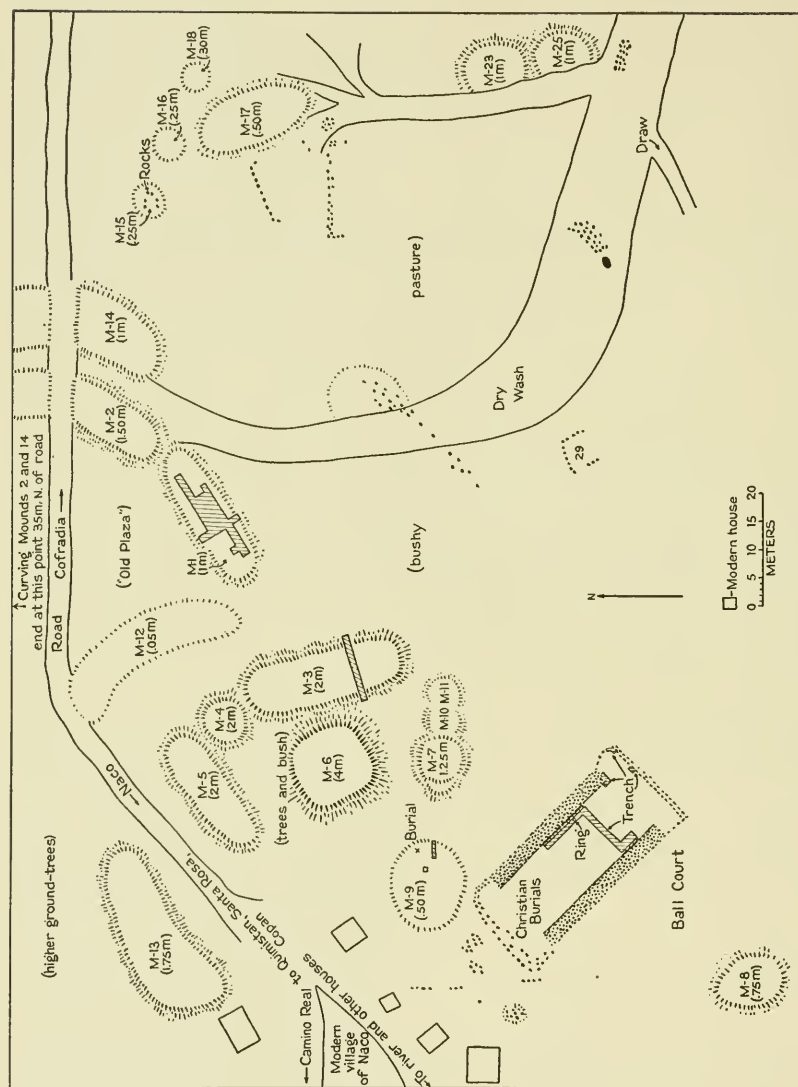 ↑Curving Mounds 2 and 14
end at this point 35m. N. of road
Road Cofradia →
(higher ground-trees)
←Naco
M-13
(1.75m)
to Quimistan, Santa Rosa,
Copan
←Camino Real
Modern
village
of Naco
←To river and other houses
M-12
(.05m)
("Old Plaza")
M-1
(1m)
M-2
(1.50m)
M-14
(1m)
M-15
(.25m)
Rocks
M-16
(.25m)
M-18
(.30m)
M-17
(.50m)
M-5
(2m)
M-4
(2m)
M-3
(2m)
(trees and bush)
M-6
(4m)
M-7
1.25m
M-10 M-11
M-9
(.50m)
Burial
(bushy
pasture)
M-23
(1m)
M-25
(1m)
Draw
Dry
Wash
29
Christian
Burials
Ring
Trench
Ball Court
M-8
(.75m)
N
-Modern house
0 5 10 20
METERS